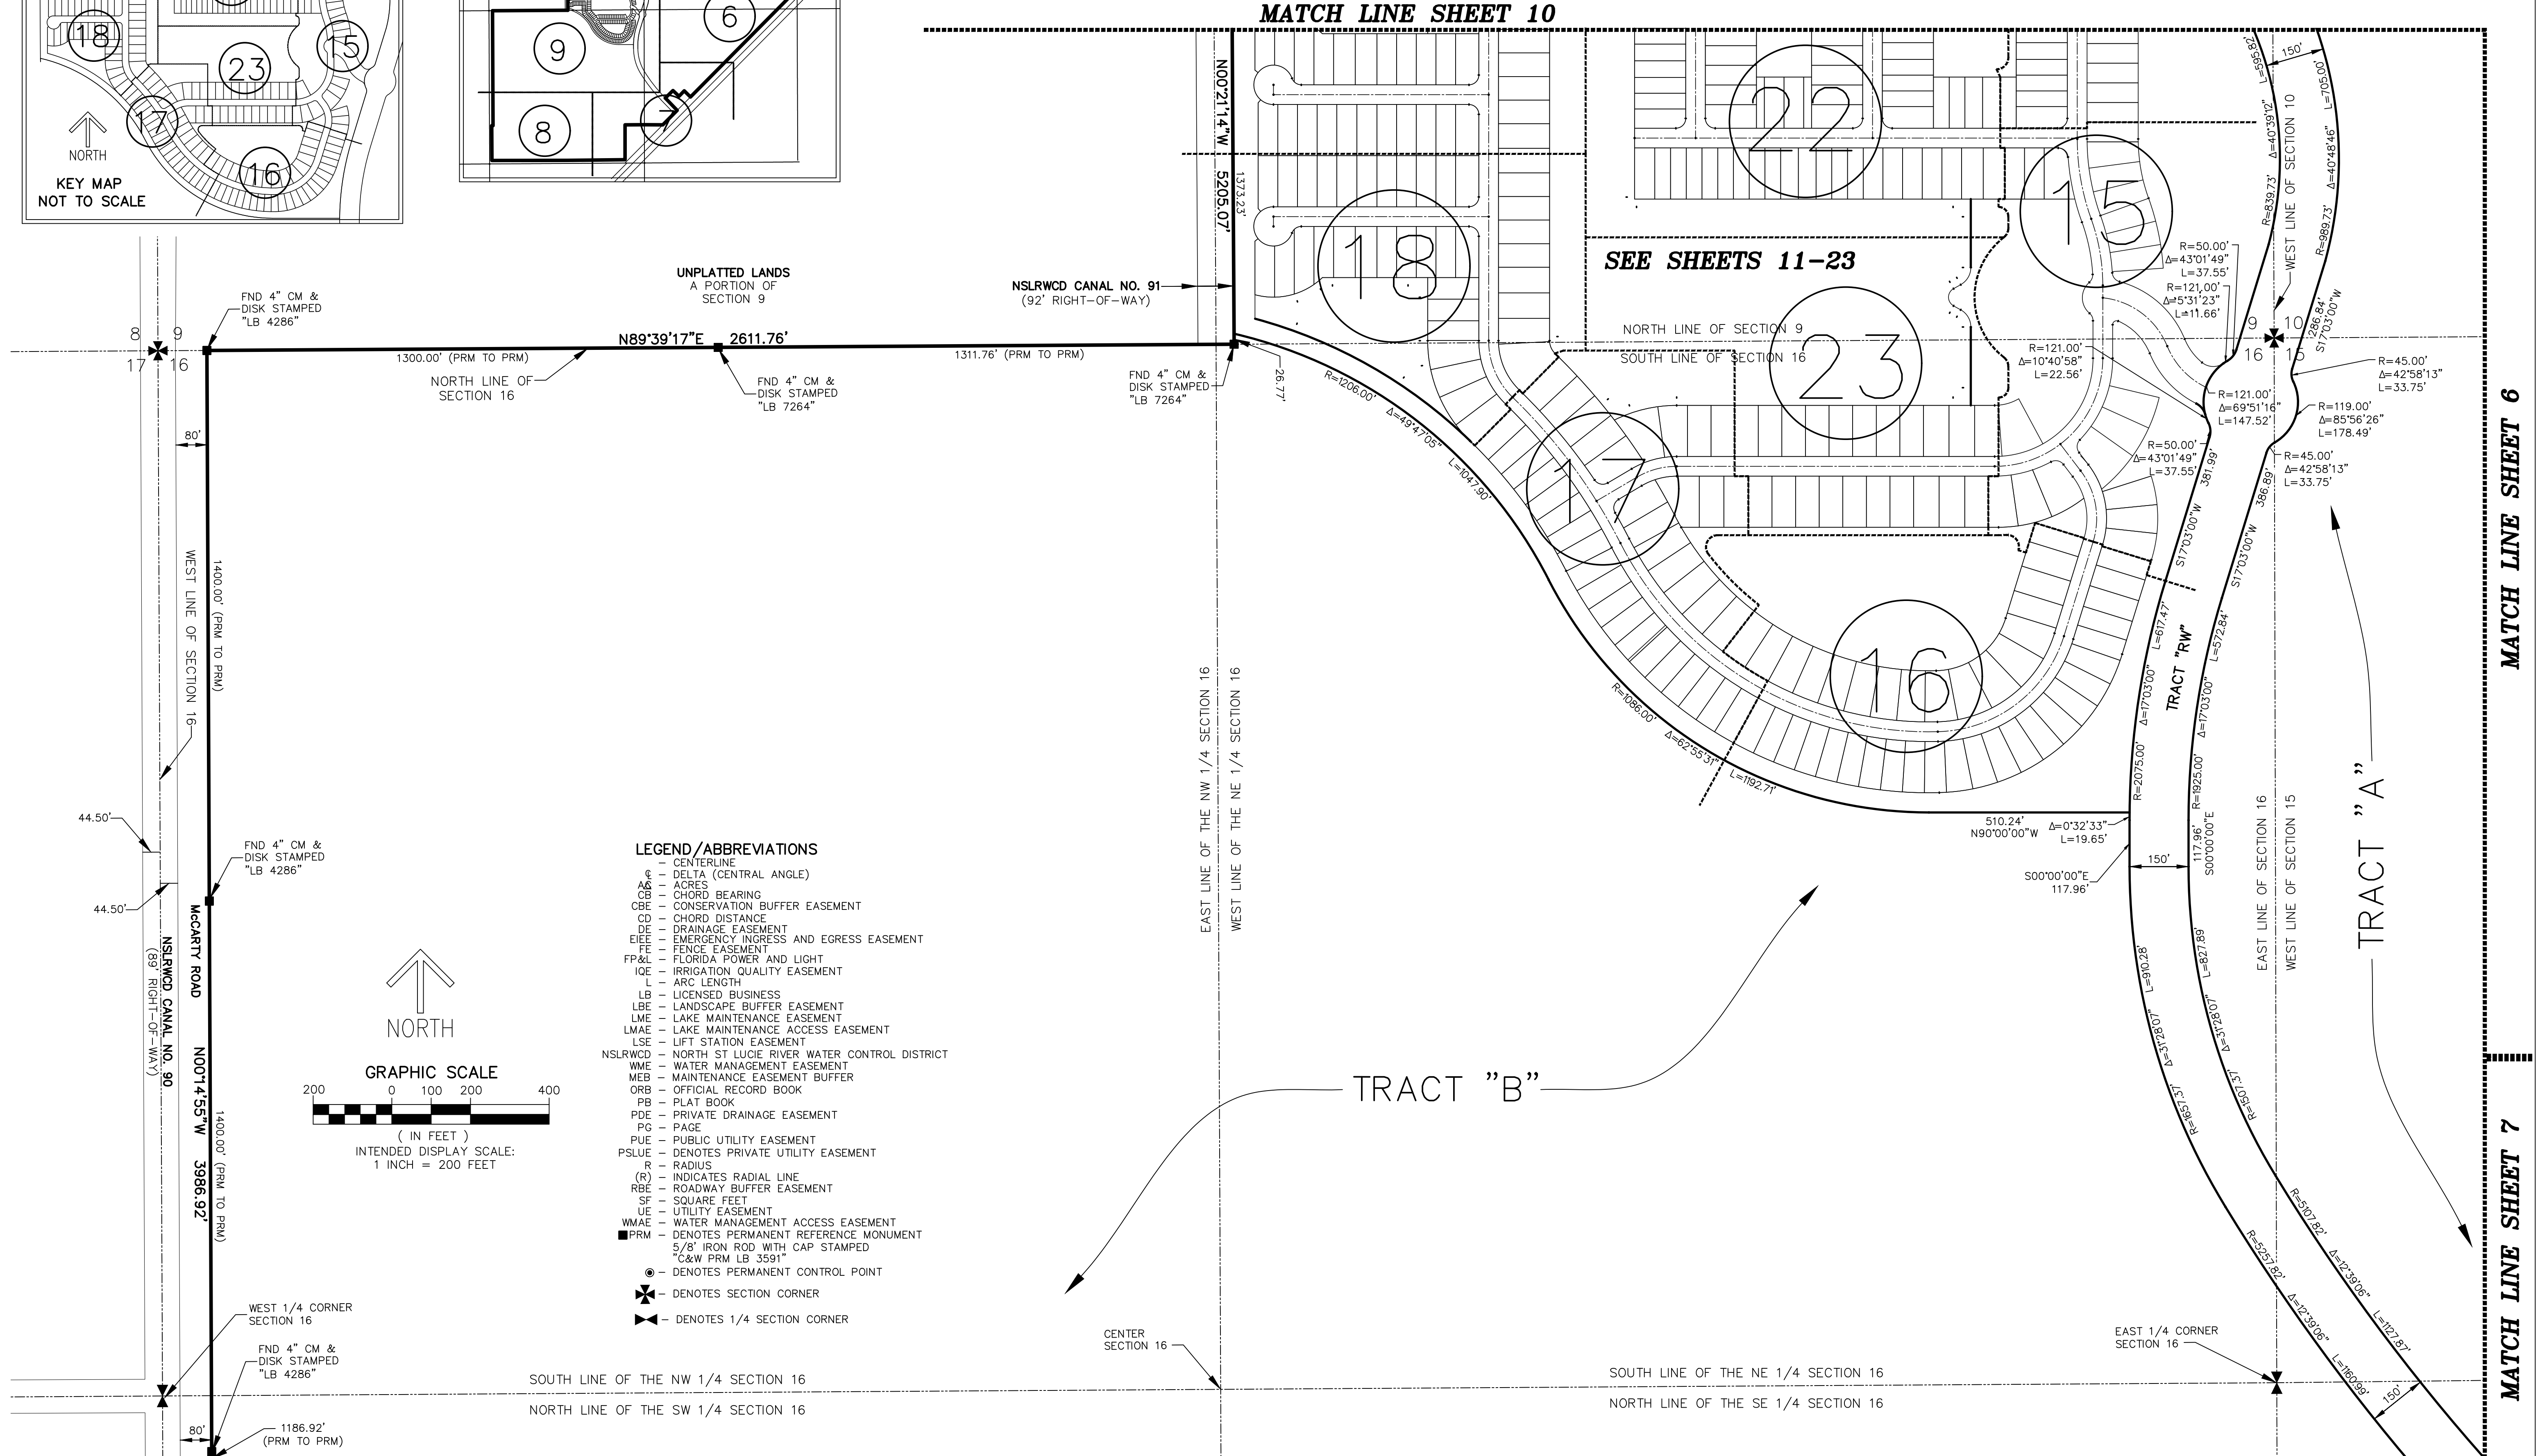 MATCH LINE SHEET 10
18
23
15
17
16
NORTH
KEY MAP
NOT TO SCALE
9
6
8
7
UNPLATTED LANDS
A PORTION OF
SECTION 9
FND 4" CM &
DISK STAMPED
"LB 4286"
8 9
17 16
N89°39'17"E 2611.76'
1300.00' (PRM TO PRM)
1311.76' (PRM TO PRM)
NORTH LINE OF
SECTION 16
FND 4" CM &
DISK STAMPED
"LB 7264"
FND 4" CM &
DISK STAMPED
"LB 7264"
NSLRWCD CANAL NO. 91
(92' RIGHT-OF-WAY)
N00°21'14"W 5205.07'
1373.23'
26.77'
18
22
15
SEE SHEETS 11-23
23
17
16
NORTH LINE OF SECTION 9
SOUTH LINE OF SECTION 16
R=1206.00' Δ=49°47'05" L=1047.90'
R=1086.00' Δ=62°55'31" L=1192.71'
L=595.82'
Δ=40°39'12"
R=839.73'
150'
L=705.00'
Δ=40°48'46"
R=989.73'
WEST LINE OF SECTION 10
R=50.00'
Δ=43°01'49"
L=37.55'
R=121.00'
Δ=5°31'23"
L=11.66'
9 10
16 15
286.84'
S17°03'00"W
R=121.00'
Δ=10°40'58"
L=22.56'
R=45.00'
Δ=42°58'13"
L=33.75'
R=121.00'
Δ=69°51'16"
L=147.52'
R=119.00'
Δ=85°56'26"
L=178.49'
R=50.00'
Δ=43°01'49"
L=37.55'
R=45.00'
Δ=42°58'13"
L=33.75'
381.99'
S17°03'00"W
386.89'
S17°03'00"W
L=617.47'
Δ=17°03'00"
R=2075.00'
TRACT "RW"
L=572.84'
Δ=17°03'00"
R=1925.00'
510.24'
N90°00'00"W
Δ=0°32'33"
L=19.65'
S00°00'00"E
117.96'
150'
117.96'
S00°00'00"E
L=910.28'
Δ=31°28'07"
R=1657.37'
L=827.89'
Δ=31°28'07"
R=1507.37'
R=5257.82' Δ=12°39'06" L=1160.99'
R=5107.82' Δ=12°39'06" L=1127.87'
150'
EAST LINE OF SECTION 16
WEST LINE OF SECTION 15
TRACT "A"
MATCH LINE SHEET 6
MATCH LINE SHEET 7
80'
WEST LINE OF SECTION 16
1400.00' (PRM TO PRM)
44.50'
44.50'
FND 4" CM &
DISK STAMPED
"LB 4286"
McCARTY ROAD
NSLRWCD CANAL NO. 90
(89' RIGHT-OF-WAY)
N00°14'55"W 3986.92'
1400.00' (PRM TO PRM)
NORTH
GRAPHIC SCALE
200 0 100 200 400
( IN FEET )
INTENDED DISPLAY SCALE:
1 INCH = 200 FEET
LEGEND/ABBREVIATIONS
- CENTERLINE
℄ - DELTA (CENTRAL ANGLE)
AC - ACRES
CB - CHORD BEARING
CBE - CONSERVATION BUFFER EASEMENT
CD - CHORD DISTANCE
DE - DRAINAGE EASEMENT
EIEE - EMERGENCY INGRESS AND EGRESS EASEMENT
FE - FENCE EASEMENT
FP&L - FLORIDA POWER AND LIGHT
IQE - IRRIGATION QUALITY EASEMENT
L - ARC LENGTH
LB - LICENSED BUSINESS
LBE - LANDSCAPE BUFFER EASEMENT
LME - LAKE MAINTENANCE EASEMENT
LMAE - LAKE MAINTENANCE ACCESS EASEMENT
LSE - LIFT STATION EASEMENT
NSLRWCD - NORTH ST LUCIE RIVER WATER CONTROL DISTRICT
WME - WATER MANAGEMENT EASEMENT
MEB - MAINTENANCE EASEMENT BUFFER
ORB - OFFICIAL RECORD BOOK
PB - PLAT BOOK
PDE - PRIVATE DRAINAGE EASEMENT
PG - PAGE
PUE - PUBLIC UTILITY EASEMENT
PSLUE - DENOTES PRIVATE UTILITY EASEMENT
R - RADIUS
(R) - INDICATES RADIAL LINE
RBE - ROADWAY BUFFER EASEMENT
SF - SQUARE FEET
UE - UTILITY EASEMENT
WMAE - WATER MANAGEMENT ACCESS EASEMENT
PRM - DENOTES PERMANENT REFERENCE MONUMENT
5/8' IRON ROD WITH CAP STAMPED
"C&W PRM LB 3591"
- DENOTES PERMANENT CONTROL POINT
- DENOTES SECTION CORNER
- DENOTES 1/4 SECTION CORNER
EAST LINE OF THE NW 1/4 SECTION 16
WEST LINE OF THE NE 1/4 SECTION 16
TRACT "B"
WEST 1/4 CORNER
SECTION 16
FND 4" CM &
DISK STAMPED
"LB 4286"
80'
1186.92'
(PRM TO PRM)
SOUTH LINE OF THE NW 1/4 SECTION 16
NORTH LINE OF THE SW 1/4 SECTION 16
CENTER
SECTION 16
SOUTH LINE OF THE NE 1/4 SECTION 16
NORTH LINE OF THE SE 1/4 SECTION 16
EAST 1/4 CORNER
SECTION 16